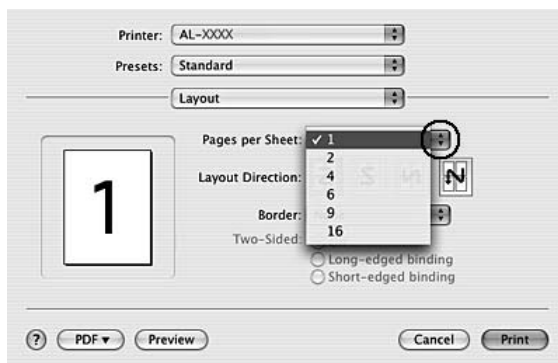 Printer: AL-XXXX
Presets: Standard
Layout
Pages per Sheet: ✓ 1
2
4
6
9
16
Layout Direction:
Border:
Two-Sided:
Long-edged binding
Short-edged binding
1
? PDF ▼ Preview Cancel Print